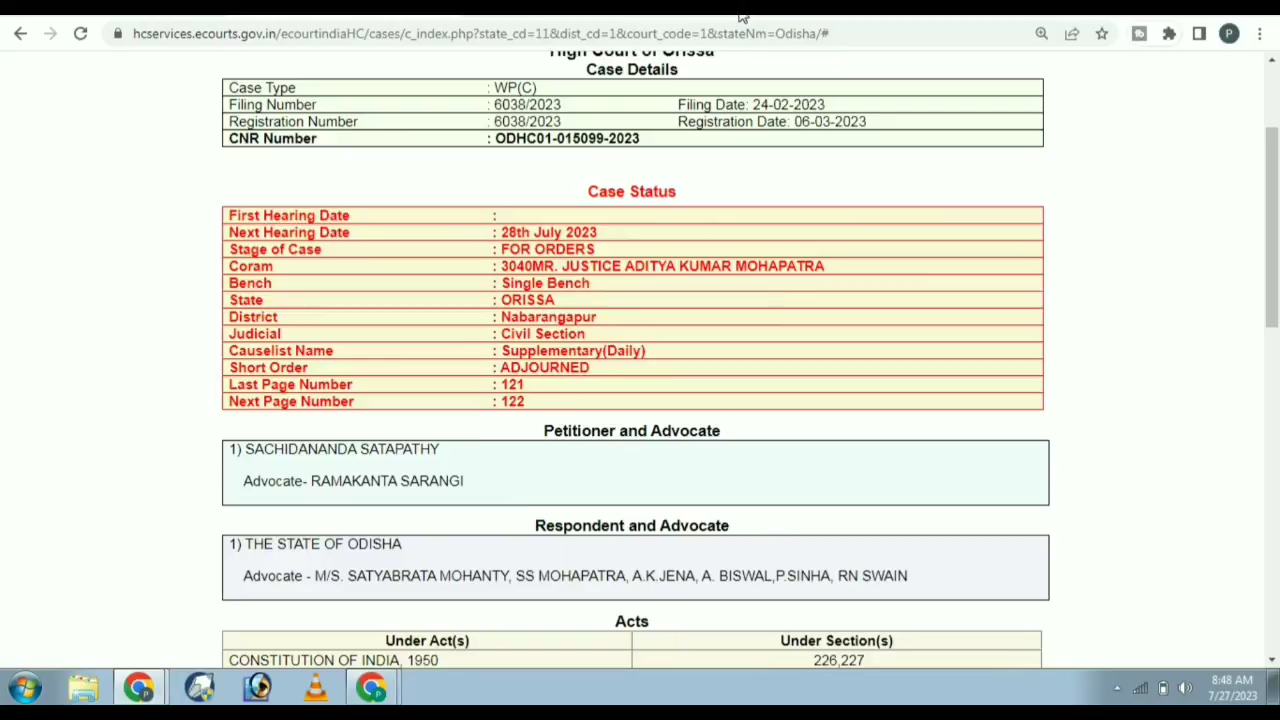 hcservices.ecourts.gov.in/ecourtindiaHC/cases/c_index.php?state_cd=11&dist_cd=1&court_code=1&stateNm=Odisha/#
P
High Court of Orissa
Case Details
Case Type : WP(C)
Filing Number : 6038/2023 Filing Date: 24-02-2023
Registration Number : 6038/2023 Registration Date: 06-03-2023
CNR Number : ODHC01-015099-2023
Case Status
First Hearing Date :
Next Hearing Date : 28th July 2023
Stage of Case : FOR ORDERS
Coram : 3040MR. JUSTICE ADITYA KUMAR MOHAPATRA
Bench : Single Bench
State : ORISSA
District : Nabarangapur
Judicial : Civil Section
Causelist Name : Supplementary(Daily)
Short Order : ADJOURNED
Last Page Number : 121
Next Page Number : 122
Petitioner and Advocate
1) SACHIDANANDA SATAPATHY
Advocate- RAMAKANTA SARANGI
Respondent and Advocate
1) THE STATE OF ODISHA
Advocate - M/S. SATYABRATA MOHANTY, SS MOHAPATRA, A.K.JENA, A. BISWAL,P.SINHA, RN SWAIN
Acts
Under Act(s) Under Section(s)
CONSTITUTION OF INDIA, 1950 226,227
8:48 AM
7/27/2023